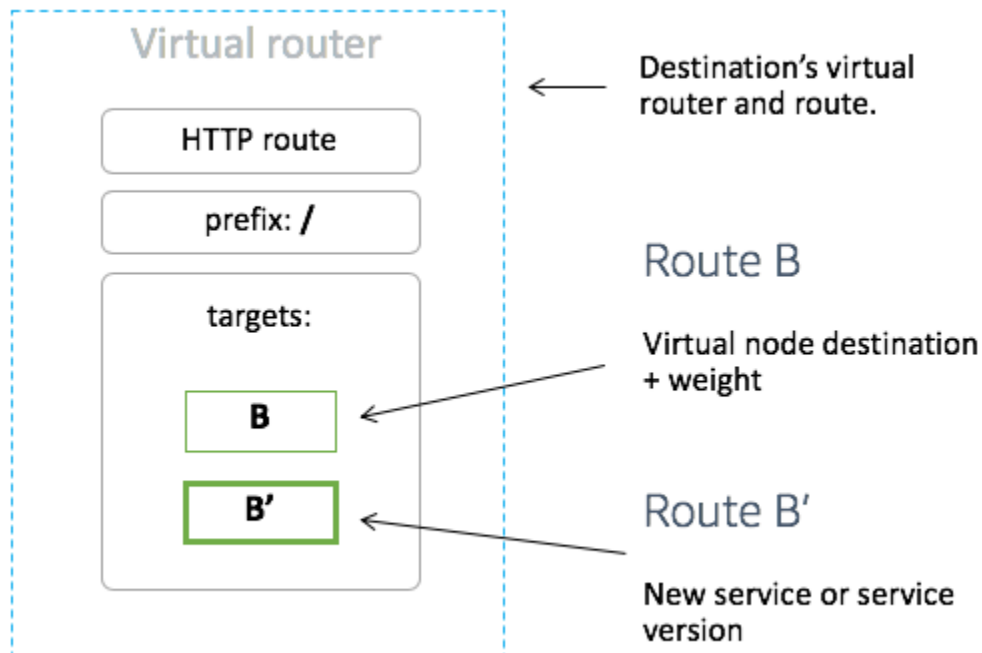 Virtual router
HTTP route
prefix: /
targets:
B
B’
Destination’s virtual
router and route.
Route B
Virtual node destination
+ weight
Route B’
New service or service
version